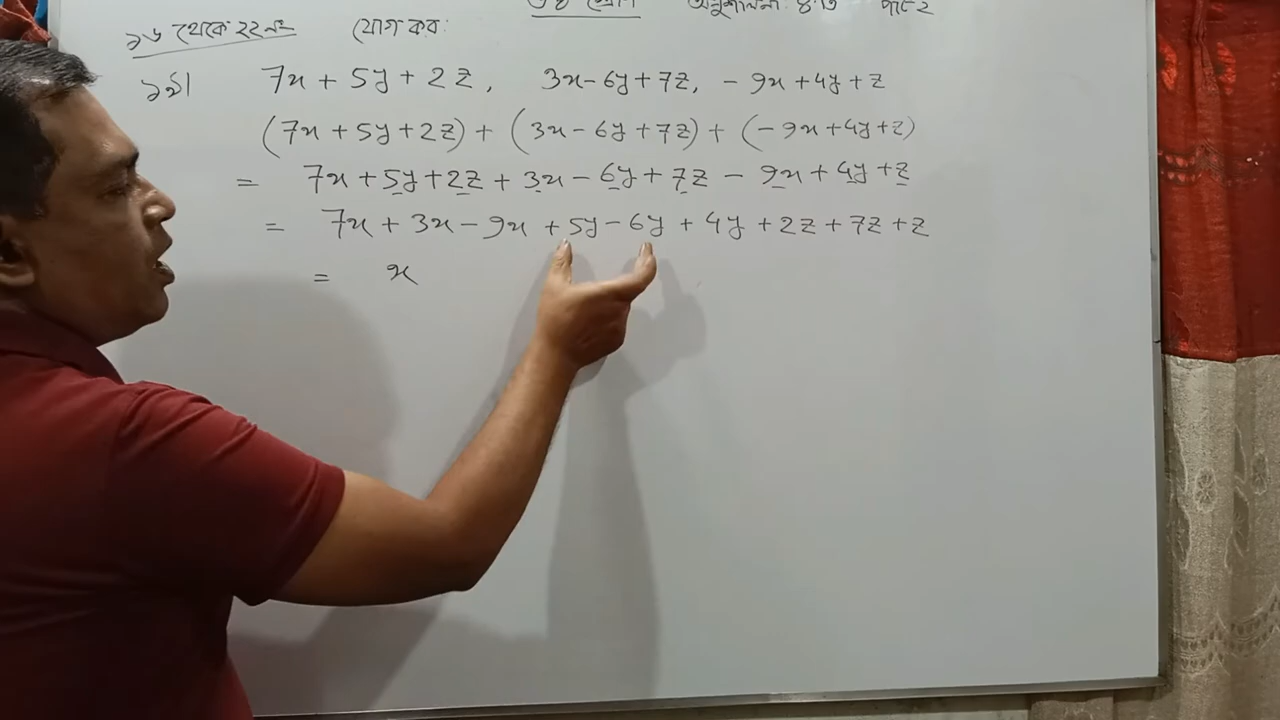 ৬ষ্ঠ শ্রেণি অনুশীলনী: ৪.৩ পার্ট ২
১৬ থেকে ২২নং যোগ কর:
১৯। 7x + 5y + 2z, 3x - 6y + 7z, - 9x + 4y + z
(7x + 5y + 2z) + (3x - 6y + 7z) + (- 9x + 4y + z)
= 7x + 5y + 2z + 3x - 6y + 7z - 9x + 4y + z
= 7x + 3x - 9x + 5y - 6y + 4y + 2z + 7z + z
= x